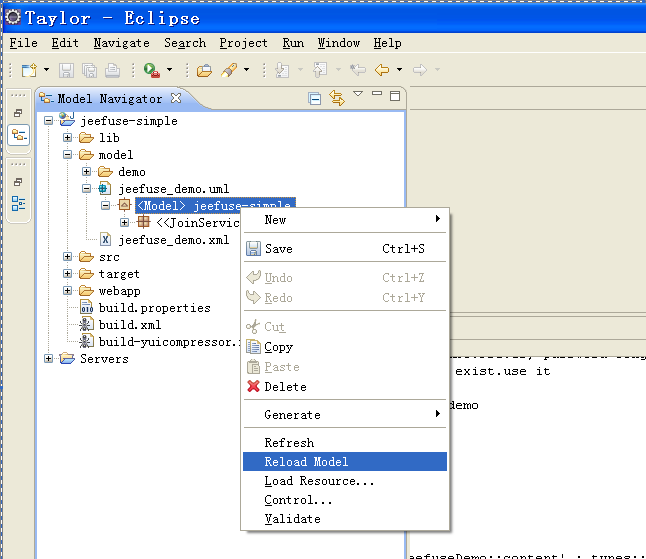 Taylor - Eclipse
File Edit Navigate Search Project Run Window Help
Model Navigator
jeefuse-simple
lib
model
demo
jeefuse_demo.uml
<Model> jeefuse-simple
<<JoinServic
jeefuse_demo.xml
src
target
webapp
build.properties
build.xml
build-yuicompressor.
Servers
New
Save Ctrl+S
Undo Ctrl+Z
Redo Ctrl+Y
Cut
Copy
Paste
Delete
Generate
Refresh
Reload Model
Load Resource...
Control...
Validate
exist.use it
demo
eefuseDemo::content' : types::